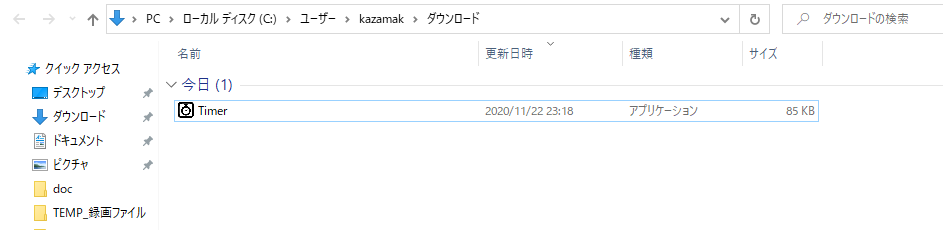 PC > ローカル ディスク (C:) > ユーザー > kazamak > ダウンロード
ダウンロードの検索
名前 更新日時 種類 サイズ
クイック アクセス
今日 (1)
デスクトップ
Timer 2020/11/22 23:18 アプリケーション 85 KB
ダウンロード
ドキュメント
ピクチャ
doc
TEMP_録画ファイル